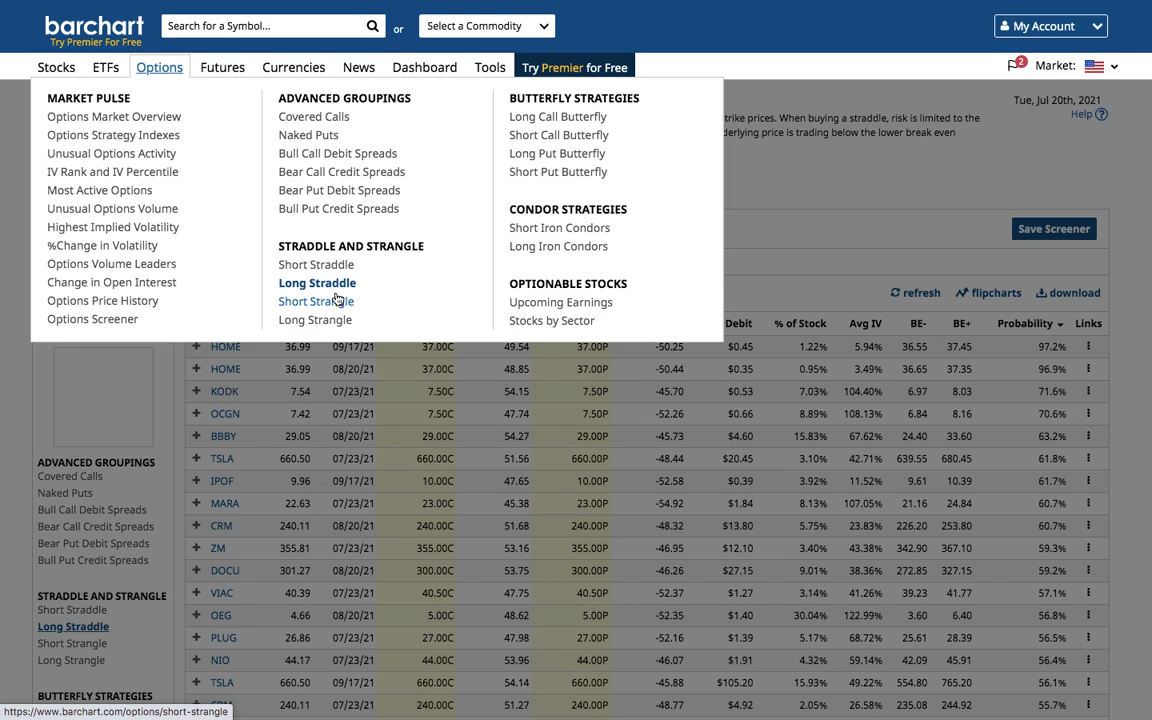 barchart
Try Premier For Free
Search for a Symbol...
or
Select a Commodity
My Account
Stocks ETFs Options Futures Currencies News Dashboard Tools Try Premier for Free
2 Market:
MARKET PULSE
Options Market Overview
Options Strategy Indexes
Unusual Options Activity
IV Rank and IV Percentile
Most Active Options
Unusual Options Volume
Highest Implied Volatility
%Change in Volatility
Options Volume Leaders
Change in Open Interest
Options Price History
Options Screener
ADVANCED GROUPINGS
Covered Calls
Naked Puts
Bull Call Debit Spreads
Bear Call Credit Spreads
Bear Put Debit Spreads
Bull Put Credit Spreads
STRADDLE AND STRANGLE
Short Straddle
Long Straddle
Short Strangle
Long Strangle
BUTTERFLY STRATEGIES
Long Call Butterfly
Short Call Butterfly
Long Put Butterfly
Short Put Butterfly
CONDOR STRATEGIES
Short Iron Condors
Long Iron Condors
OPTIONABLE STOCKS
Upcoming Earnings
Stocks by Sector
Tue, Jul 20th, 2021
Help
trike prices. When buying a straddle, risk is limited to the
derlying price is trading below the lower break even
Save Screener
refresh flipcharts download
Debit % of Stock Avg IV BE- BE+ Probability Links
HOME 36.99 09/17/21 37.00C 49.54 37.00P -50.25 $0.45 1.22% 5.94% 36.55 37.45 97.2%
HOME 36.99 09/17/21 37.00C 48.85 37.00P -50.44 $0.35 0.95% 3.49% 36.65 37.35 96.9%
KODK 7.54 07/23/21 7.50C 54.15 7.50P -45.70 $0.53 7.03% 104.40% 6.97 8.03 71.6%
OCGN 7.42 07/23/21 7.50C 47.74 7.50P -52.26 $0.66 8.89% 108.13% 6.84 8.16 70.6%
BBBY 29.05 08/20/21 29.00C 54.27 29.00P -45.73 $4.60 15.83% 67.62% 24.40 33.60 63.2%
TSLA 660.50 07/23/21 660.00C 51.56 660.00P -48.44 $20.45 3.10% 42.71% 639.55 680.45 61.8%
IPOF 9.96 09/17/21 10.00C 47.65 10.00P -52.58 $0.39 3.92% 11.52% 9.61 10.39 61.7%
MARA 22.63 07/23/21 23.00C 45.38 23.00P -54.92 $1.84 8.13% 107.05% 21.16 24.84 60.7%
CRM 240.11 08/20/21 240.00C 51.68 240.00P -48.32 $13.80 5.75% 23.83% 226.20 253.80 60.7%
ZM 355.81 07/23/21 355.00C 53.16 355.00P -46.95 $12.10 3.40% 43.38% 342.90 367.10 59.3%
DOCU 301.27 08/20/21 300.00C 53.75 300.00P -46.26 $27.15 9.01% 38.36% 272.85 327.15 59.2%
VIAC 40.39 07/23/21 40.50C 47.75 40.50P -52.37 $1.27 3.14% 41.26% 39.23 41.77 57.1%
OEG 4.66 08/20/21 5.00C 48.62 5.00P -52.35 $1.40 30.04% 122.99% 3.60 6.40 56.8%
PLUG 26.86 07/23/21 27.00C 47.98 27.00P -52.16 $1.39 5.17% 68.72% 25.61 28.39 56.5%
NIO 44.17 07/23/21 44.00C 53.96 44.00P -46.07 $1.91 4.32% 59.14% 42.09 45.91 56.4%
TSLA 660.50 09/17/21 660.00C 54.14 660.00P -45.88 $105.20 15.93% 49.22% 554.80 765.20 56.1%
240.11 07/23/21 240.00C 51.27 240.00P -48.77 $4.92 2.05% 26.58% 235.08 244.92 55.7%
ADVANCED GROUPINGS
Covered Calls
Naked Puts
Bull Call Debit Spreads
Bear Call Credit Spreads
Bear Put Debit Spreads
Bull Put Credit Spreads
STRADDLE AND STRANGLE
Short Straddle
Long Straddle
Short Strangle
Long Strangle
BUTTERFLY STRATEGIES
https://www.barchart.com/options/short-strangle